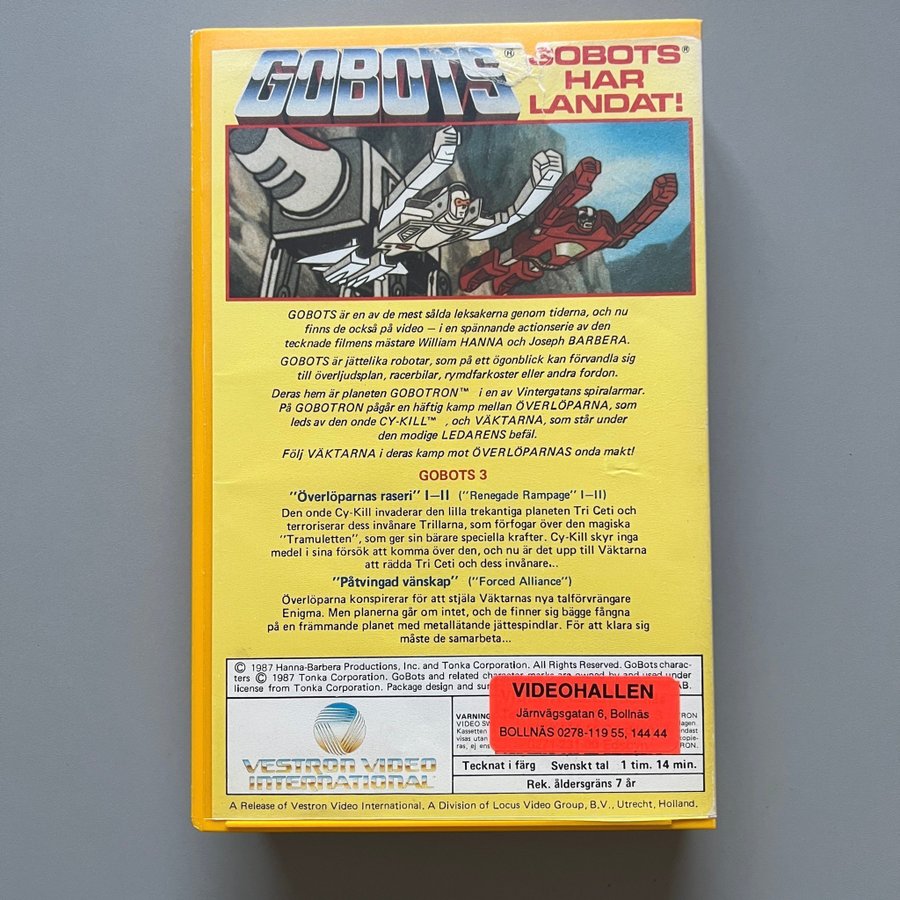 GOBOTS®
GOBOTS®
HAR
LANDAT!
GOBOTS är en av de mest sålda leksakerna genom tiderna, och nu
finns de också på video – i en spännande actionserie av den
tecknade filmens mästare William HANNA och Joseph BARBERA.
GOBOTS är jättelika robotar, som på ett ögonblick kan förvandla sig
till överljudsplan, racerbilar, rymdfarkoster eller andra fordon.
Deras hem är planeten GOBOTRON™ i en av Vintergatans spiralarmar.
På GOBOTRON pågår en häftig kamp mellan ÖVERLÖPARNA, som
leds av den onde CY-KILL™ , och VÄKTARNA, som står under
den modige LEDARENS befäl.
Följ VÄKTARNA i deras kamp mot ÖVERLÖPARNAS onda makt!
GOBOTS 3
"Överlöparnas raseri" I–II ("Renegade Rampage" I–II)
Den onde Cy-Kill invaderar den lilla trekantiga planeten Tri Ceti och
terroriserar dess invånare Trillarna, som förfogar över den magiska
"Tramuletten", som ger sin bärare speciella krafter. Cy-Kill skyr inga
medel i sina försök att komma över den, och nu är det upp till Väktarna
att rädda Tri Ceti och dess invånare...
"Påtvingad vänskap" ("Forced Alliance")
Överlöparna konspirerar för att stjäla Väktarnas nya talförvrängare
Enigma. Men planerna går om intet, och de finner sig bägge fångna
på en främmande planet med metallätande jättespindlar. För att klara sig
måste de samarbeta...
© 1987 Hanna-Barbera Productions, Inc. and Tonka Corporation. All Rights Reserved. GoBots charac-
ters © 1987 Tonka Corporation. GoBots and related character marks are owned by and used under
license from Tonka Corporation. Package design and AB.
VIDEOHALLEN
Järnvägsgatan 6, Bollnäs
BOLLNÄS 0278-119 55, 144 44
VARNING
VIDEO
Kassetten
visas utan
ras, ej
VESTRON VIDEO
INTERNATIONAL
Tecknat i färg Svenskt tal 1 tim. 14 min.
Rek. åldersgräns 7 år
A Release of Vestron Video International. A Division of Locus Video Group, B.V., Utrecht, Holland.